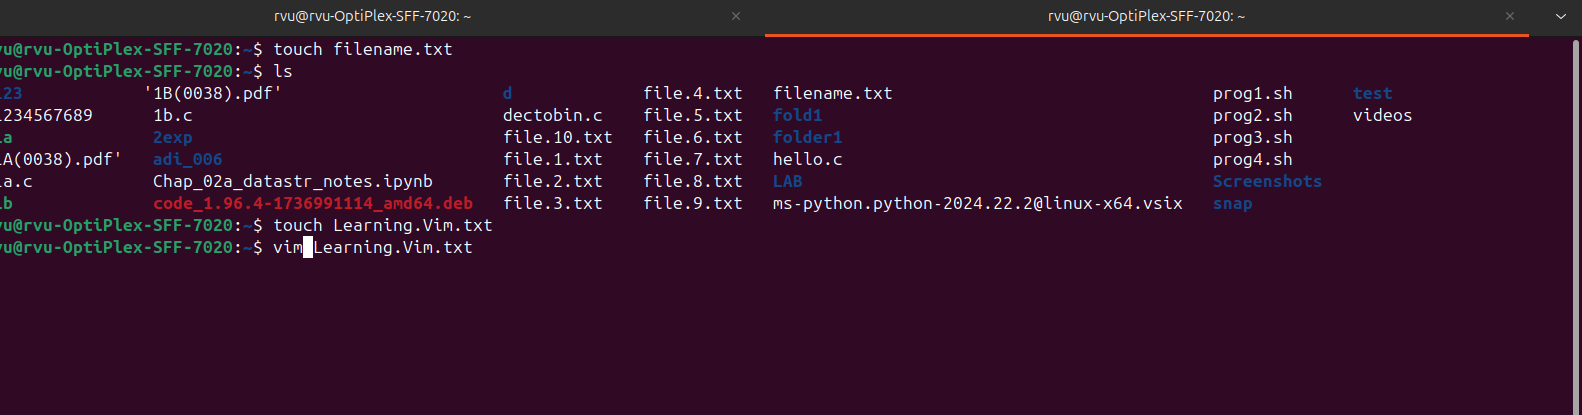 rvu@rvu-OptiPlex-SFF-7020: ~ × rvu@rvu-OptiPlex-SFF-7020: ~ ×
vu@rvu-OptiPlex-SFF-7020:~$ touch filename.txt
vu@rvu-OptiPlex-SFF-7020:~$ ls
123 '1B(0038).pdf' d file.4.txt filename.txt prog1.sh test
1234567689 1b.c dectobin.c file.5.txt fold1 prog2.sh videos
1a 2exp file.10.txt file.6.txt folder1 prog3.sh
1A(0038).pdf' adi_006 file.1.txt file.7.txt hello.c prog4.sh
1a.c Chap_02a_datastr_notes.ipynb file.2.txt file.8.txt LAB Screenshots
1b code_1.96.4-1736991114_amd64.deb file.3.txt file.9.txt ms-python.python-2024.22.2@linux-x64.vsix snap
vu@rvu-OptiPlex-SFF-7020:~$ touch Learning.Vim.txt
vu@rvu-OptiPlex-SFF-7020:~$ vim Learning.Vim.txt